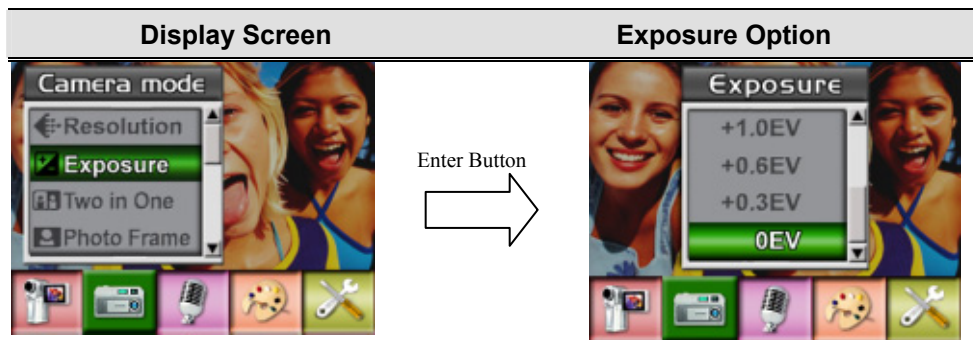 Display Screen
Exposure Option
Camera mode
Resolution
Exposure
Two in One
Photo Frame
Enter Button
Exposure
+1.0EV
+0.6EV
+0.3EV
0EV